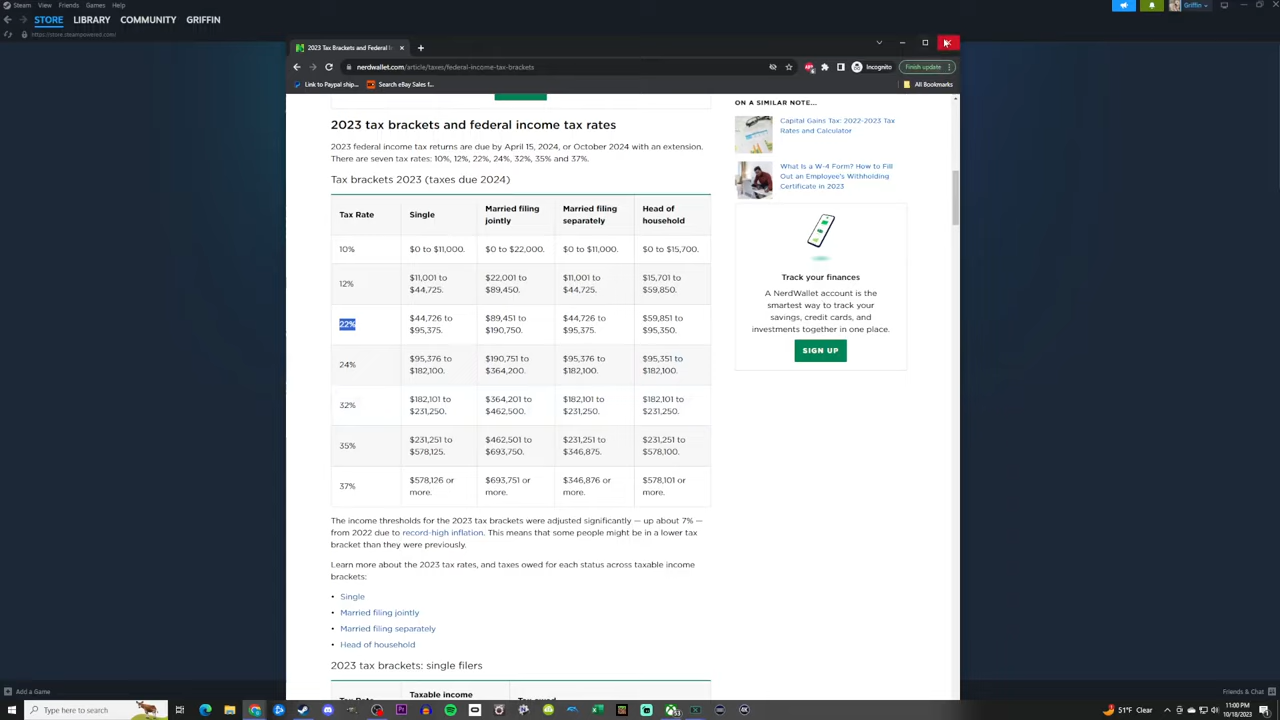 Steam View Friends Games Help
Griffin
STORE LIBRARY COMMUNITY GRIFFIN
https://store.steampowered.com/
2023 Tax Brackets and Federal In
nerdwallet.com/article/taxes/federal-income-tax-brackets
Incognito
Finish update
Link to Paypal ship...
Search eBay Sales f...
All Bookmarks
2023 tax brackets and federal income tax rates
2023 federal income tax returns are due by April 15, 2024, or October 2024 with an extension.
There are seven tax rates: 10%, 12%, 22%, 24%, 32%, 35% and 37%.
Tax brackets 2023 (taxes due 2024)
Tax Rate Single Married filing jointly Married filing separately Head of household
10% $0 to $11,000. $0 to $22,000. $0 to $11,000. $0 to $15,700.
12% $11,001 to $44,725. $22,001 to $89,450. $11,001 to $44,725. $15,701 to $59,850.
22% $44,726 to $95,375. $89,451 to $190,750. $44,726 to $95,375. $59,851 to $95,350.
24% $95,376 to $182,100. $190,751 to $364,200. $95,376 to $182,100. $95,351 to $182,100.
32% $182,101 to $231,250. $364,201 to $462,500. $182,101 to $231,250. $182,101 to $231,250.
35% $231,251 to $578,125. $462,501 to $693,750. $231,251 to $346,875. $231,251 to $578,100.
37% $578,126 or more. $693,751 or more. $346,876 or more. $578,101 or more.
The income thresholds for the 2023 tax brackets were adjusted significantly — up about 7% —
from 2022 due to record-high inflation. This means that some people might be in a lower tax
bracket than they were previously.
Learn more about the 2023 tax rates, and taxes owed for each status across taxable income
brackets:
• Single
• Married filing jointly
• Married filing separately
• Head of household
2023 tax brackets: single filers
Tax Rate Taxable income Tax owed
ON A SIMILAR NOTE...
Capital Gains Tax: 2022-2023 Tax
Rates and Calculator
What Is a W-4 Form? How to Fill
Out an Employee's Withholding
Certificate in 2023
Track your finances
A NerdWallet account is the
smartest way to track your
savings, credit cards, and
investments together in one place.
SIGN UP
Add a Game
Friends & Chat
Type here to search
51°F Clear
11:00 PM
10/18/2023